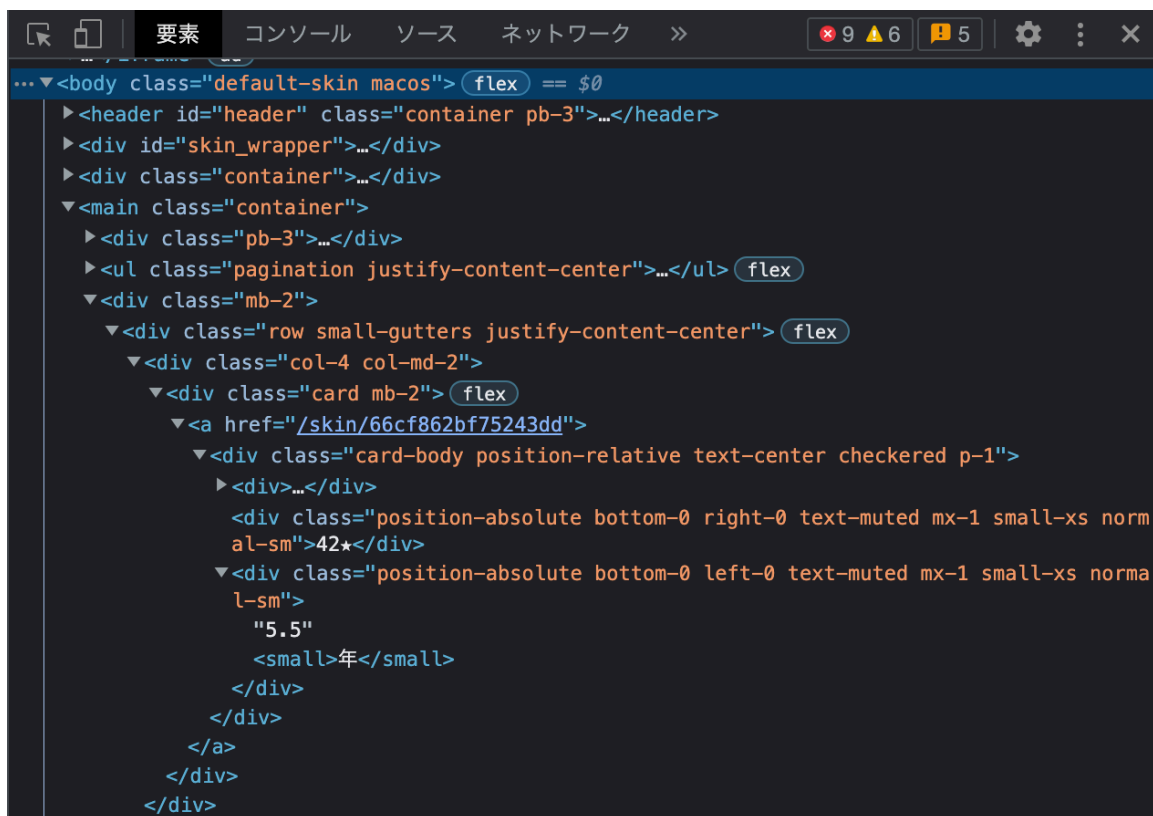 要素 コンソール ソース ネットワーク » 9 6 5
… ▼<body class="default-skin macos"> flex == $0
▶<header id="header" class="container pb-3">…</header>
▶<div id="skin_wrapper">…</div>
▶<div class="container">…</div>
▼<main class="container">
▶<div class="pb-3">…</div>
▶<ul class="pagination justify-content-center">…</ul> flex
▼<div class="mb-2">
▼<div class="row small-gutters justify-content-center"> flex
▼<div class="col-4 col-md-2">
▼<div class="card mb-2"> flex
▼<a href="/skin/66cf862bf75243dd">
▼<div class="card-body position-relative text-center checkered p-1">
▶<div>…</div>
<div class="position-absolute bottom-0 right-0 text-muted mx-1 small-xs norm
al-sm">42★</div>
▼<div class="position-absolute bottom-0 left-0 text-muted mx-1 small-xs norma
l-sm">
"5.5"
<small>年</small>
</div>
</div>
</a>
</div>
</div>